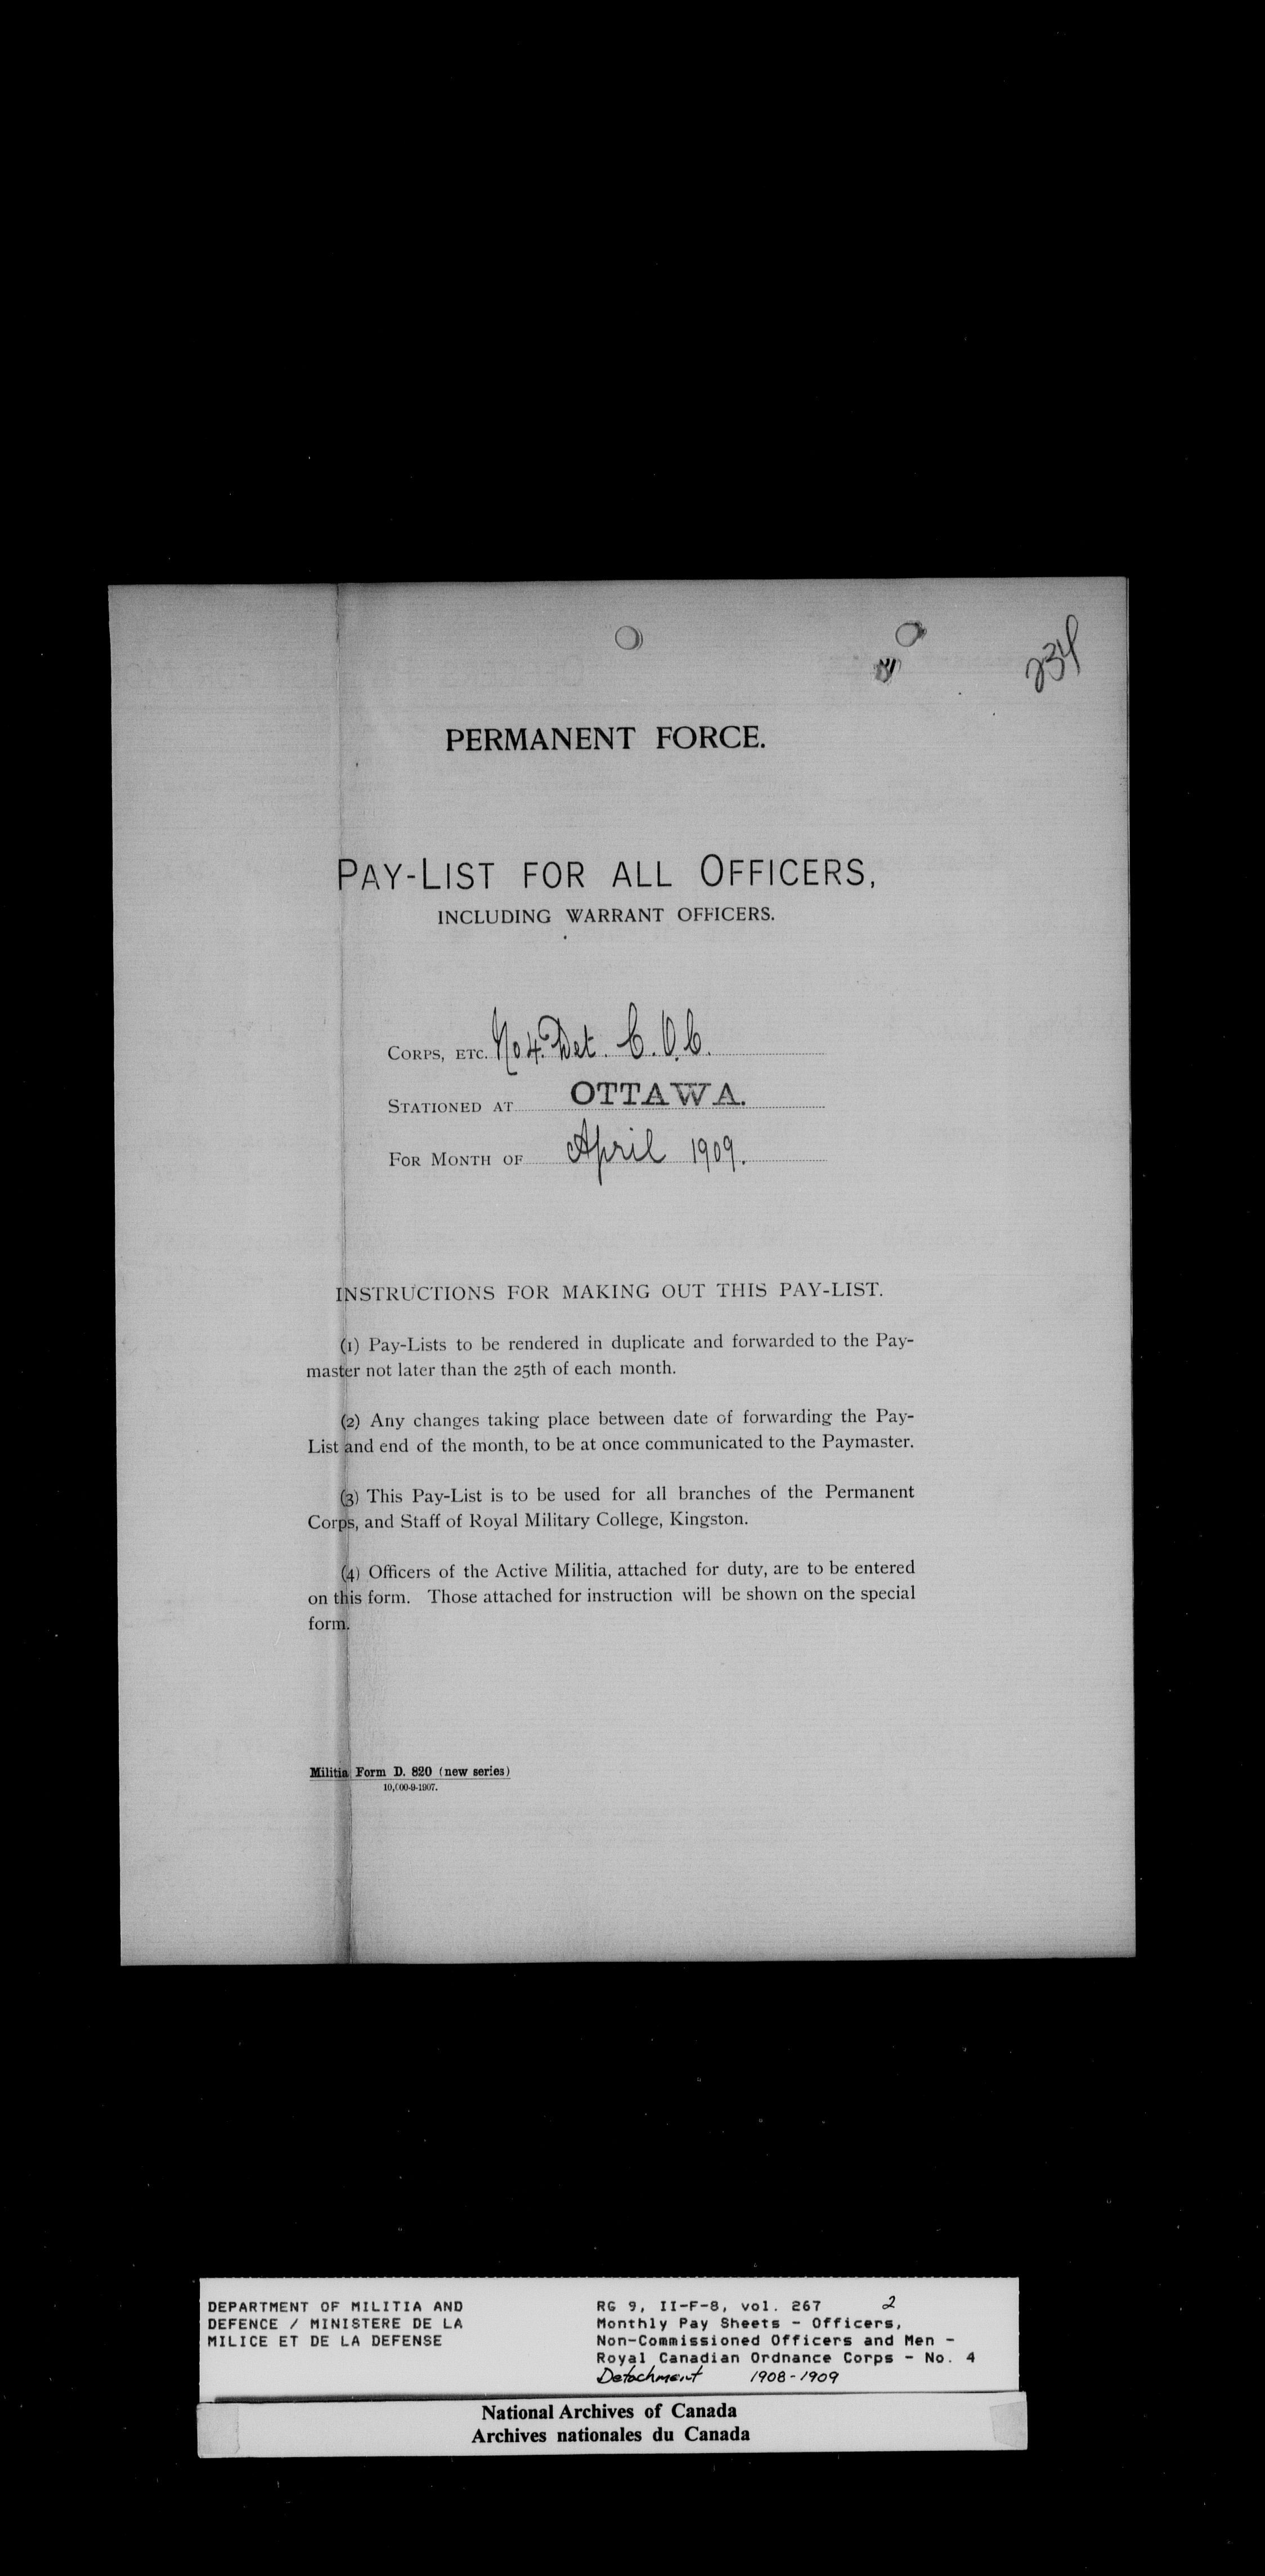 234
PERMANENT FORCE.
PAY-LIST FOR ALL OFFICERS,
INCLUDING WARRANT OFFICERS.
CORPS, ETC. No 4. Det. C.O.C.
STATIONED AT OTTAWA.
FOR MONTH OF April 1909.
INSTRUCTIONS FOR MAKING OUT THIS PAY-LIST.
(1) Pay-Lists to be rendered in duplicate and forwarded to the Pay-
master not later than the 25th of each month.
(2) Any changes taking place between date of forwarding the Pay-
List and end of the month, to be at once communicated to the Paymaster.
(3) This Pay-List is to be used for all branches of the Permanent
Corps, and Staff of Royal Military College, Kingston.
(4) Officers of the Active Militia, attached for duty, are to be entered
on this form. Those attached for instruction will be shown on the special
form.
Militia Form D. 820 (new series)
10,000-9-1907.
DEPARTMENT OF MILITIA AND
DEFENCE / MINISTERE DE LA
MILICE ET DE LA DEFENSE
RG 9, II-F-8, vol. 267 2
Monthly Pay Sheets - Officers,
Non-Commissioned Officers and Men -
Royal Canadian Ordnance Corps - No. 4
Detachment 1908-1909
National Archives of Canada
Archives nationales du Canada